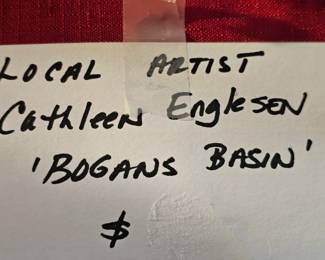 LOCAL ARTIST
Cathleen Englesen
'BOGANS BASIN'
$